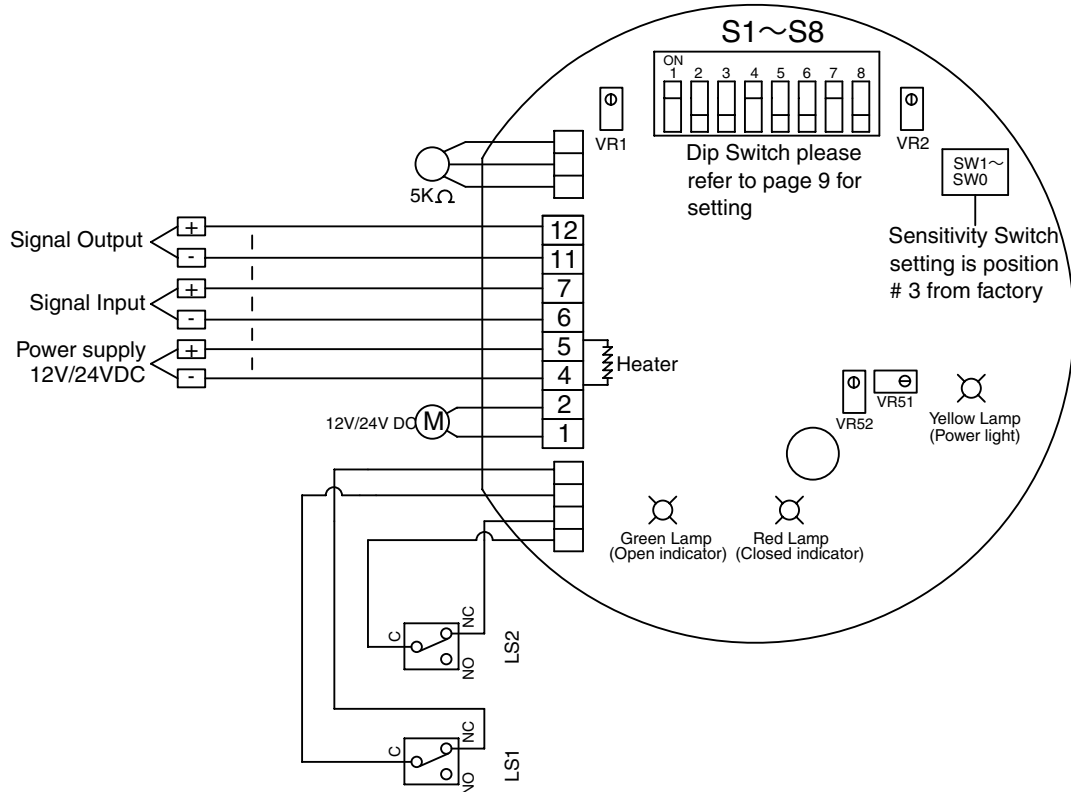 S1～S8
ON
1 2 3 4 5 6 7 8
VR1
VR2
Dip Switch please
refer to page 9 for
setting
SW1～
SW0
Sensitivity Switch
setting is position
# 3 from factory
5KΩ
Signal Output
+
-
12
11
Signal Input
+
-
7
6
Power supply
12V/24VDC
+
-
5
4
Heater
12V/24V DC
M
2
1
VR52
VR51
Yellow Lamp
(Power light)
Green Lamp
(Open indicator)
Red Lamp
(Closed indicator)
C
NC
NO
LS2
C
NC
NO
LS1